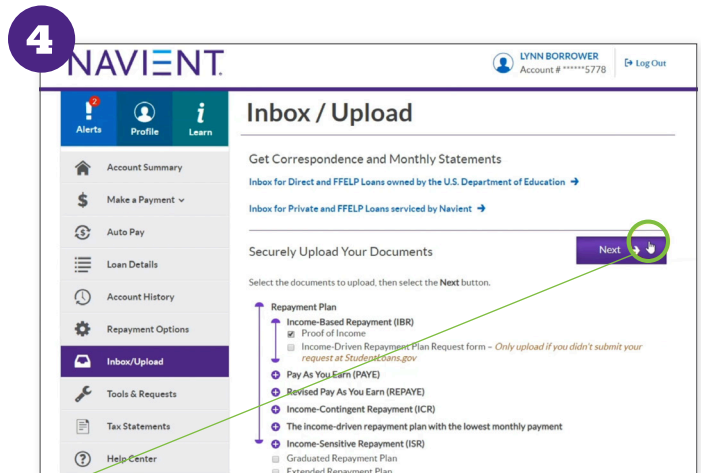 4
NAVIENT.
LYNN BORROWER
Account # ******5778
Log Out
2
Alerts
Profile
i
Learn
Inbox / Upload
Account Summary
$ Make a Payment
$ Auto Pay
Loan Details
Account History
Repayment Options
Inbox/Upload
Tools & Requests
Tax Statements
? Help Center
Get Correspondence and Monthly Statements
Inbox for Direct and FFELP Loans owned by the U.S. Department of Education →
Inbox for Private and FFELP Loans serviced by Navient →
Securely Upload Your Documents
Next →
Select the documents to upload, then select the Next button.
Repayment Plan
Income-Based Repayment (IBR)
Proof of Income
Income-Driven Repayment Plan Request form – Only upload if you didn't submit your
request at StudentLoans.gov
Pay As You Earn (PAYE)
Revised Pay As You Earn (REPAYE)
Income-Contingent Repayment (ICR)
The income-driven repayment plan with the lowest monthly payment
Income-Sensitive Repayment (ISR)
Graduated Repayment Plan
Extended Repayment Plan